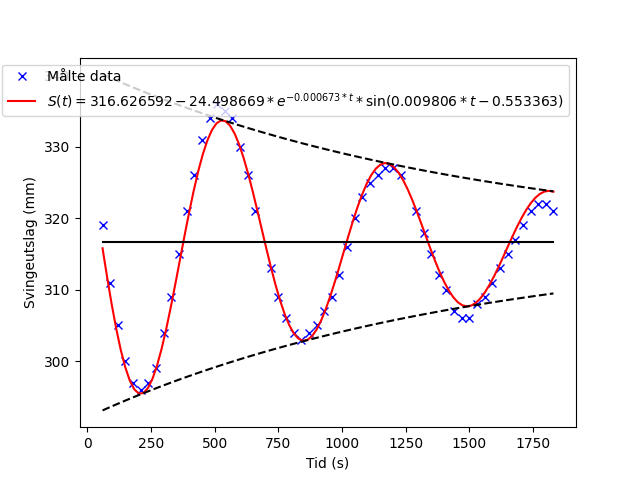 Målte data
S(t) = 316.626592 − 24.498669 * e^{−0.000673 * t} * sin(0.009806 * t − 0.553363)
330
320
310
300
Svingeutslag (mm)
0 250 500 750 1000 1250 1500 1750
Tid (s)